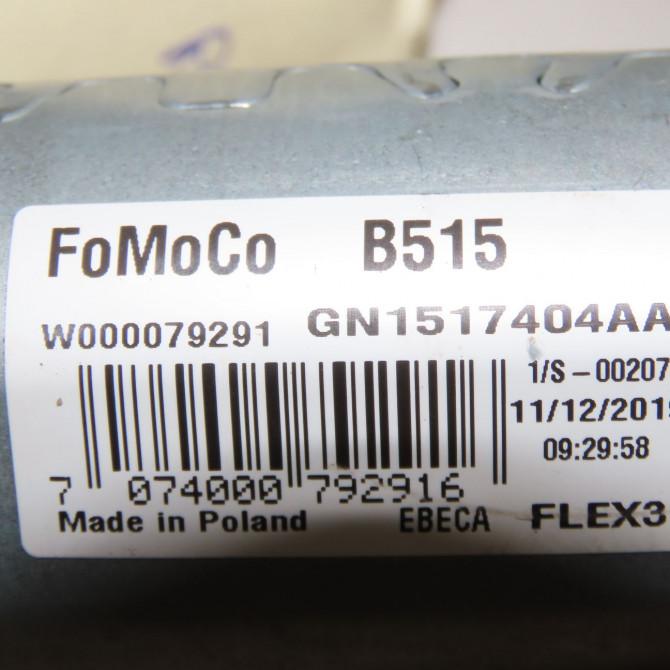 FoMoCo B515
W000079291 GN1517404AA
1/S-00207
11/12/2019
09:29:58
7 074000 792916
Made in Poland EBECA FLEX3